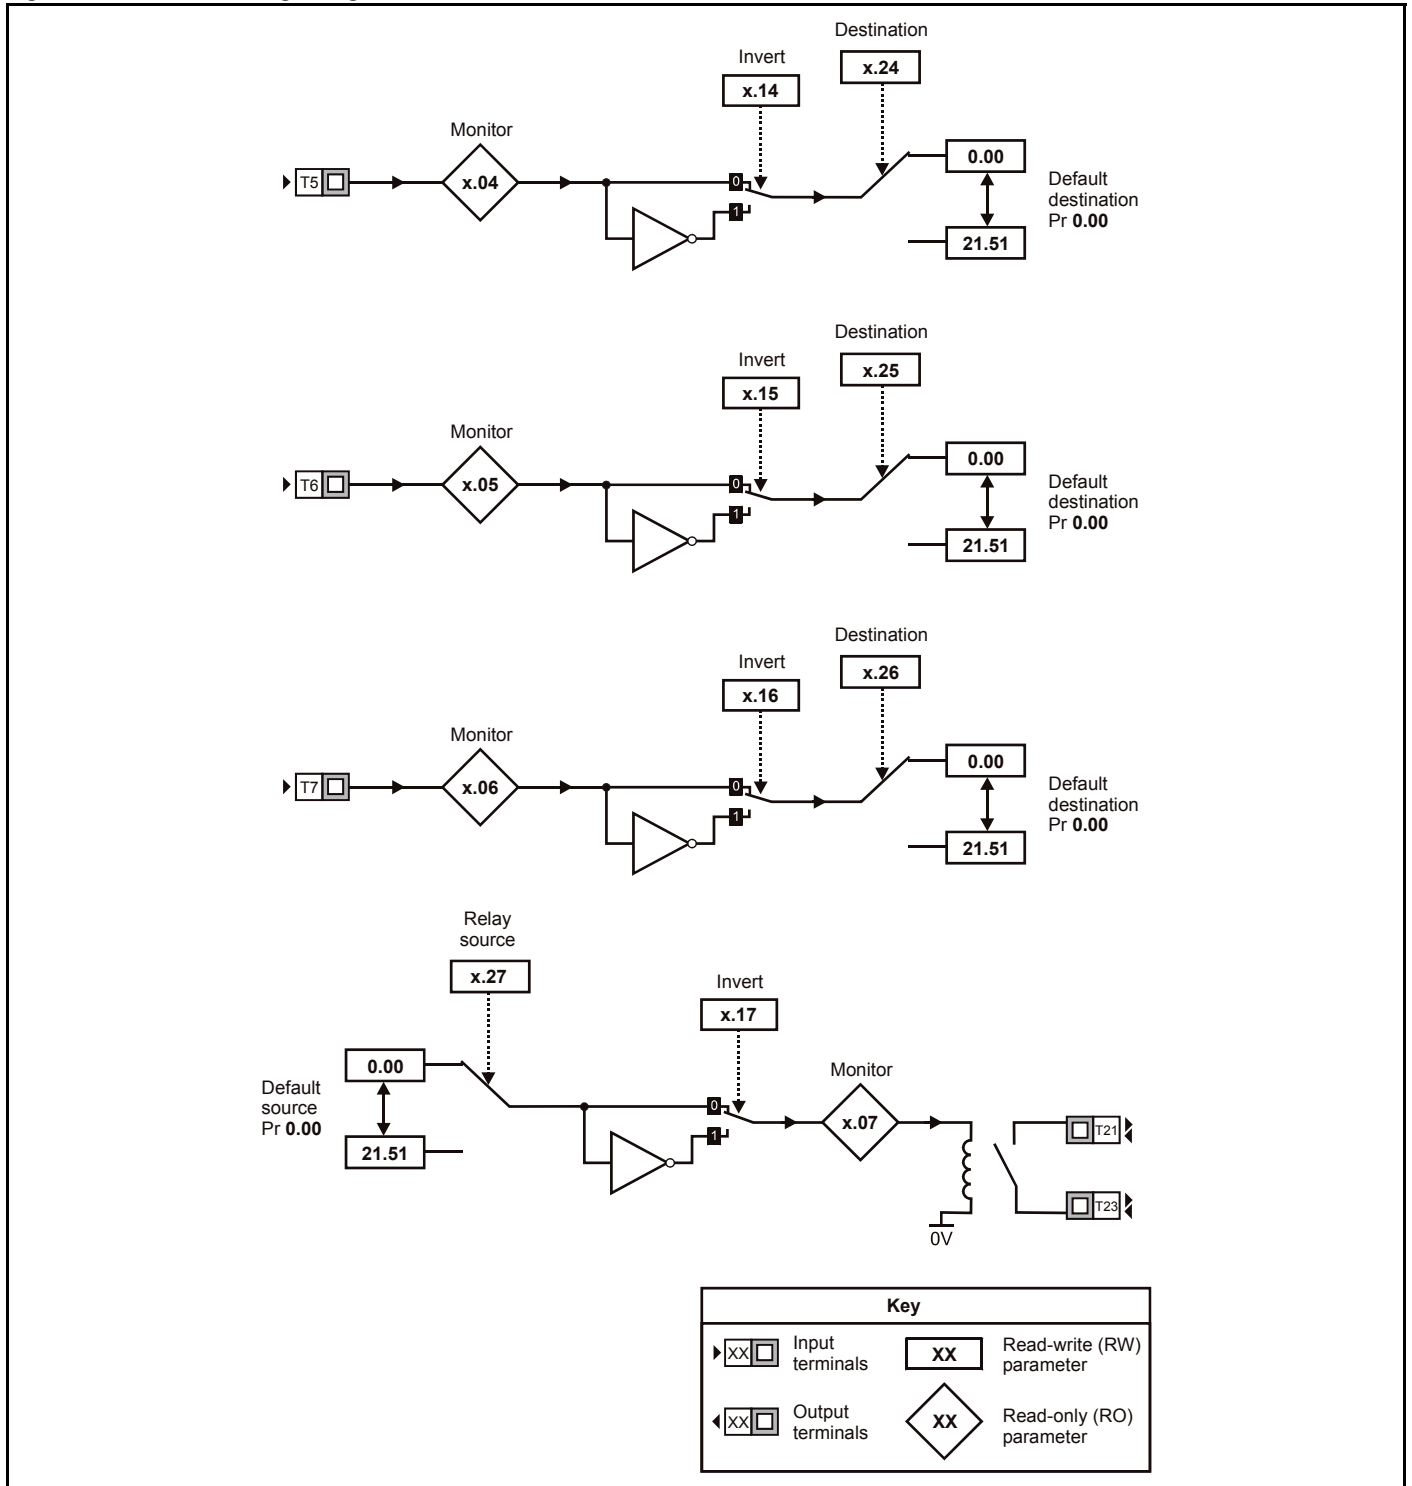 Destination
x.24
Invert
x.14
Monitor
T5
x.04
0
1
0.00
21.51
Default
destination
Pr 0.00
Destination
x.25
Invert
x.15
Monitor
T6
x.05
0
1
0.00
21.51
Default
destination
Pr 0.00
Destination
x.26
Invert
x.16
Monitor
T7
x.06
0
1
0.00
21.51
Default
destination
Pr 0.00
Relay
source
x.27
Invert
x.17
Default
source
Pr 0.00
0.00
21.51
0
1
Monitor
x.07
0V
T21
T23
Key
XX
Input
terminals
XX
Read-write (RW)
parameter
XX
Output
terminals
XX
Read-only (RO)
parameter